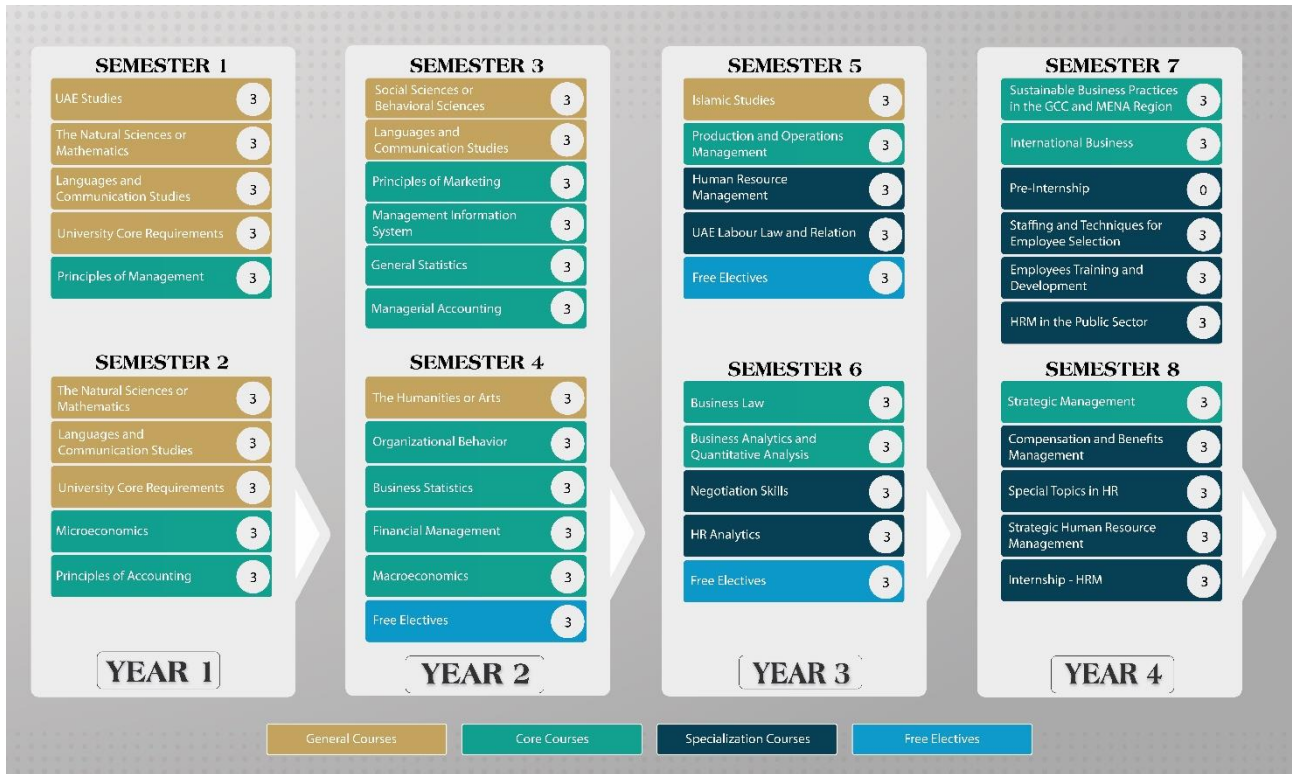 SEMESTER 1
UAE Studies
3
The Natural Sciences or
Mathematics
3
Languages and
Communication Studies
3
University Core Requirements
3
Principles of Management
3
SEMESTER 2
The Natural Sciences or
Mathematics
3
Languages and
Communication Studies
3
University Core Requirements
3
Microeconomics
3
Principles of Accounting
3
YEAR 1
SEMESTER 3
Social Sciences or
Behavioral Sciences
3
Languages and
Communication Studies
3
Principles of Marketing
3
Management Information
System
3
General Statistics
3
Managerial Accounting
3
SEMESTER 4
The Humanities or Arts
3
Organizational Behavior
3
Business Statistics
3
Financial Management
3
Macroeconomics
3
Free Electives
3
YEAR 2
SEMESTER 5
Islamic Studies
3
Production and Operations
Management
3
Human Resource
Management
3
UAE Labour Law and Relation
3
Free Electives
3
SEMESTER 6
Business Law
3
Business Analytics and
Quantitative Analysis
3
Negotiation Skills
3
HR Analytics
3
Free Electives
3
YEAR 3
SEMESTER 7
Sustainable Business Practices
in the GCC and MENA Region
3
International Business
3
Pre-Internship
0
Staffing and Techniques for
Employee Selection
3
Employees Training and
Development
3
HRM in the Public Sector
3
SEMESTER 8
Strategic Management
3
Compensation and Benefits
Management
3
Special Topics in HR
3
Strategic Human Resource
Management
3
Internship - HRM
3
YEAR 4
General Courses
Core Courses
Specialization Courses
Free Electives